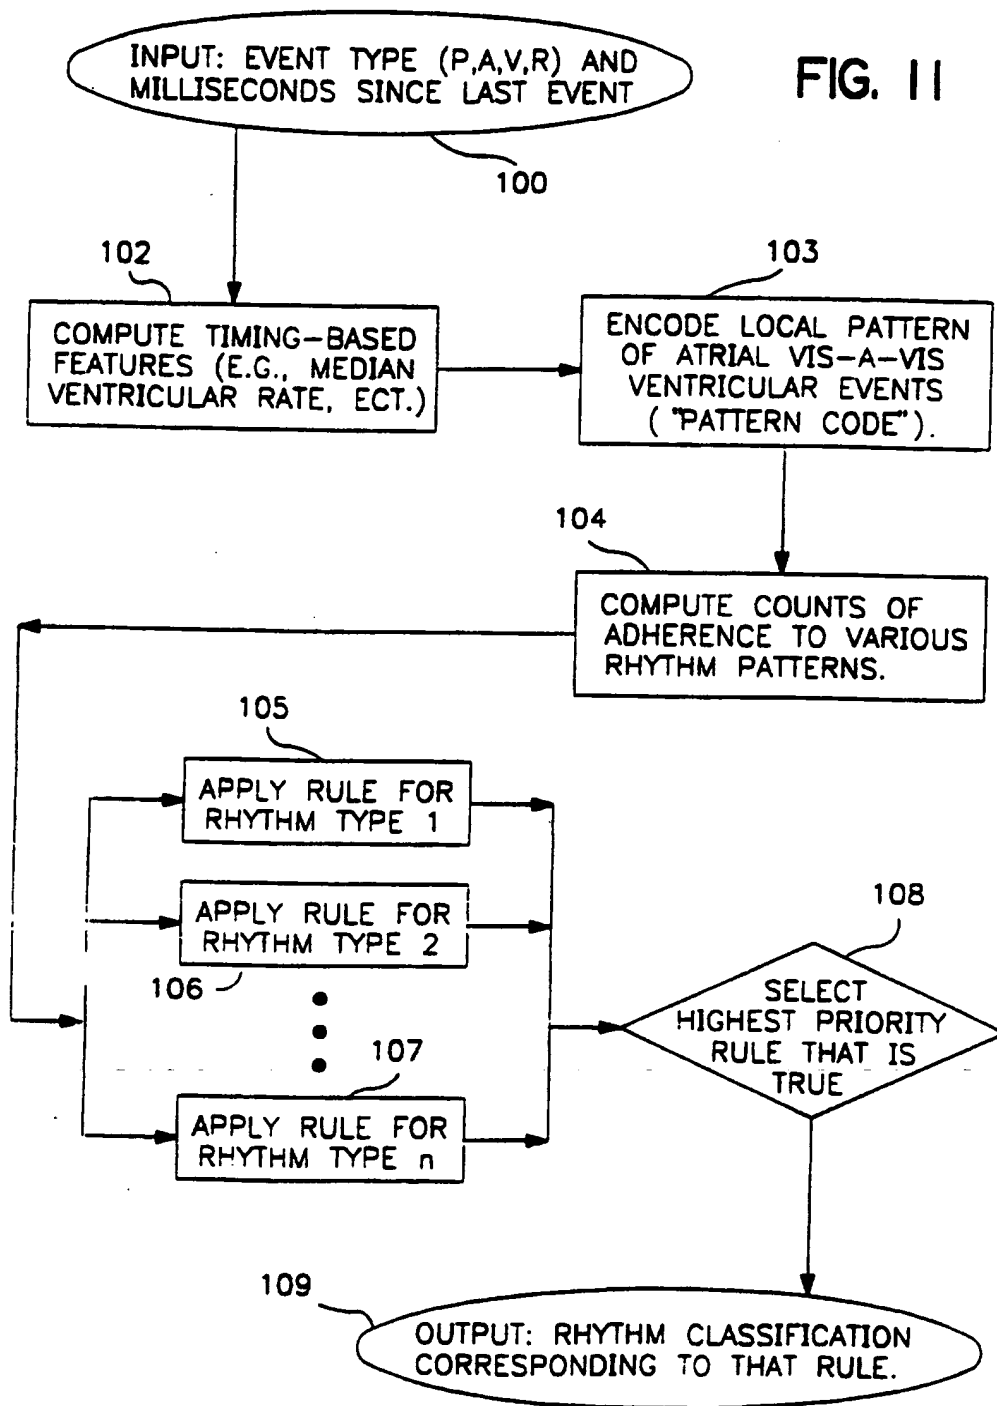 INPUT: EVENT TYPE (P,A,V,R) AND
MILLISECONDS SINCE LAST EVENT
FIG. 11
100
102
COMPUTE TIMING-BASED
FEATURES (E.G., MEDIAN
VENTRICULAR RATE, ECT.)
103
ENCODE LOCAL PATTERN
OF ATRIAL VIS-A-VIS
VENTRICULAR EVENTS
("PATTERN CODE").
104
COMPUTE COUNTS OF
ADHERENCE TO VARIOUS
RHYTHM PATTERNS.
105
APPLY RULE FOR
RHYTHM TYPE 1
APPLY RULE FOR
RHYTHM TYPE 2
106
107
APPLY RULE FOR
RHYTHM TYPE n
108
SELECT
HIGHEST PRIORITY
RULE THAT IS
TRUE
109
OUTPUT: RHYTHM CLASSIFICATION
CORRESPONDING TO THAT RULE.